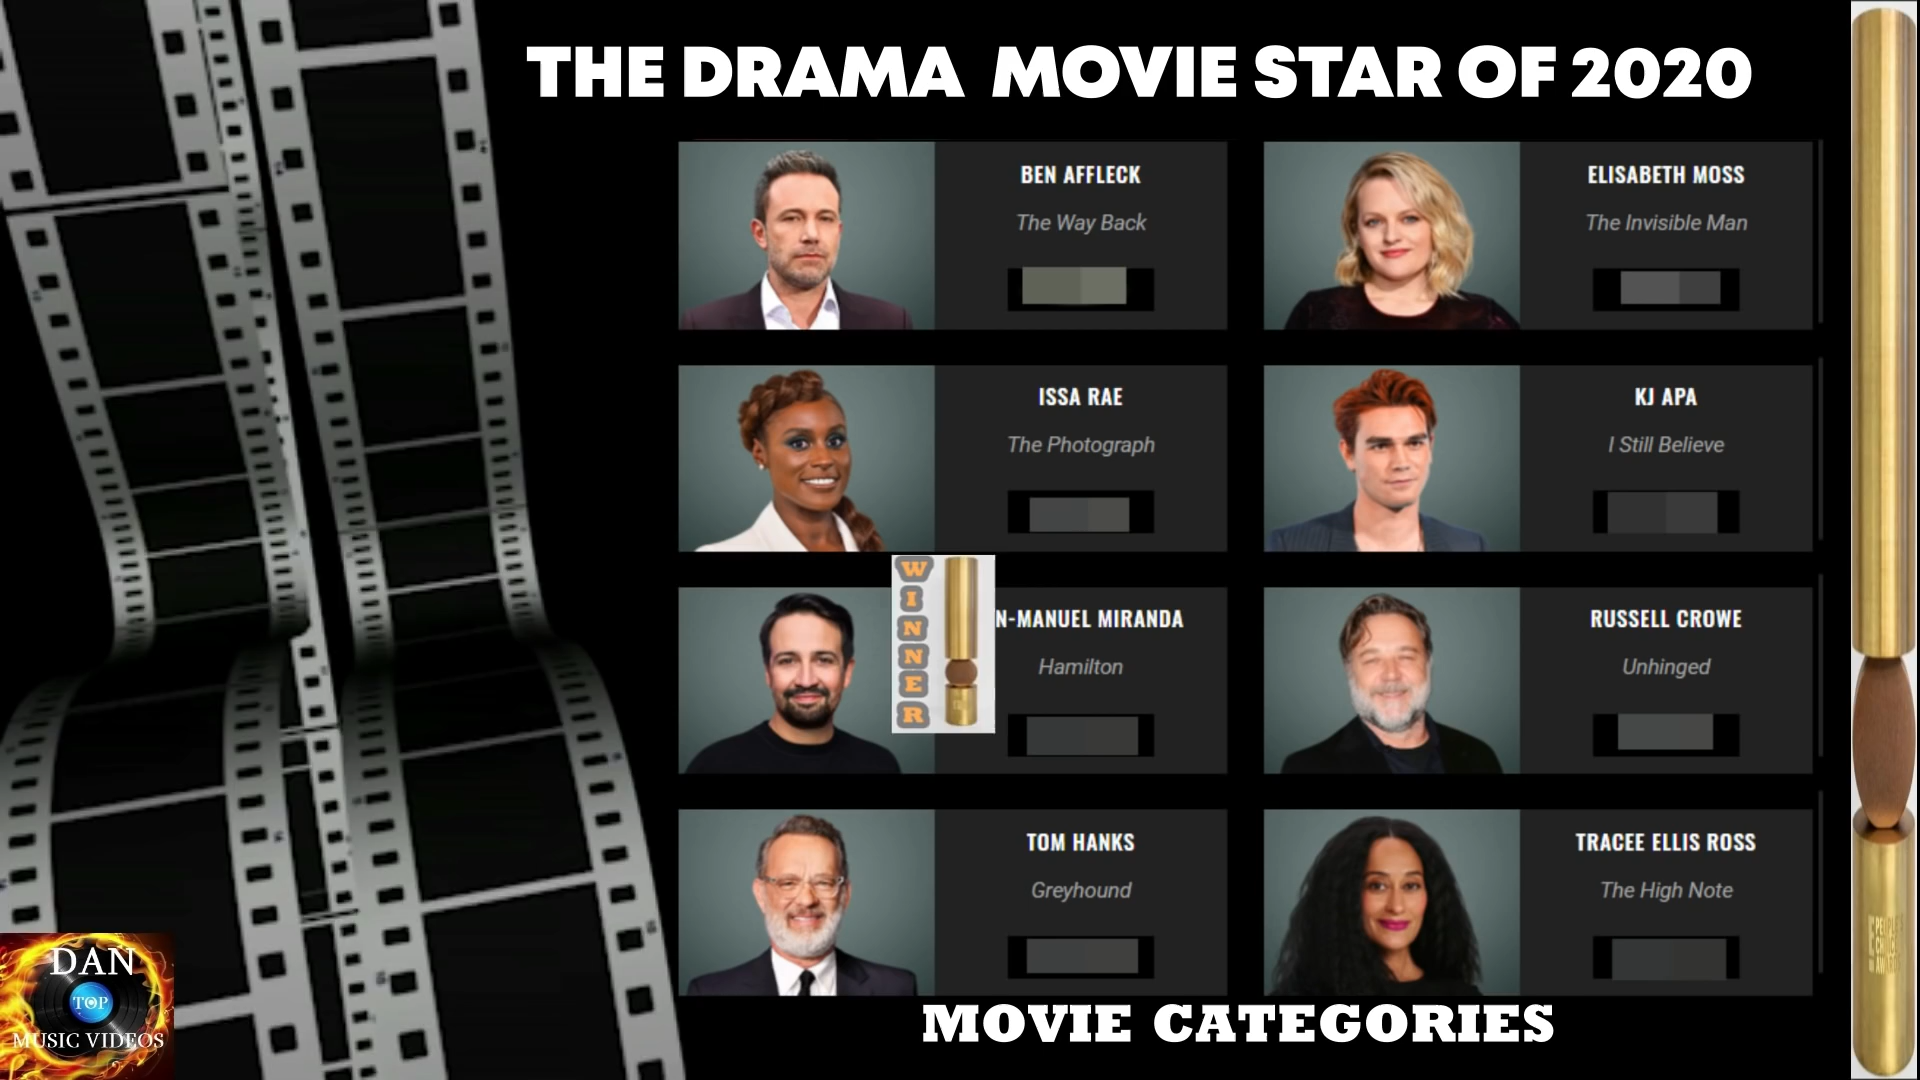 THE DRAMA MOVIE STAR OF 2020
BEN AFFLECK
The Way Back
ELISABETH MOSS
The Invisible Man
ISSA RAE
The Photograph
KJ APA
I Still Believe
WINNER
N-MANUEL MIRANDA
Hamilton
RUSSELL CROWE
Unhinged
TOM HANKS
Greyhound
TRACEE ELLIS ROSS
The High Note
MOVIE CATEGORIES
DAN
TOP
MUSIC VIDEOS